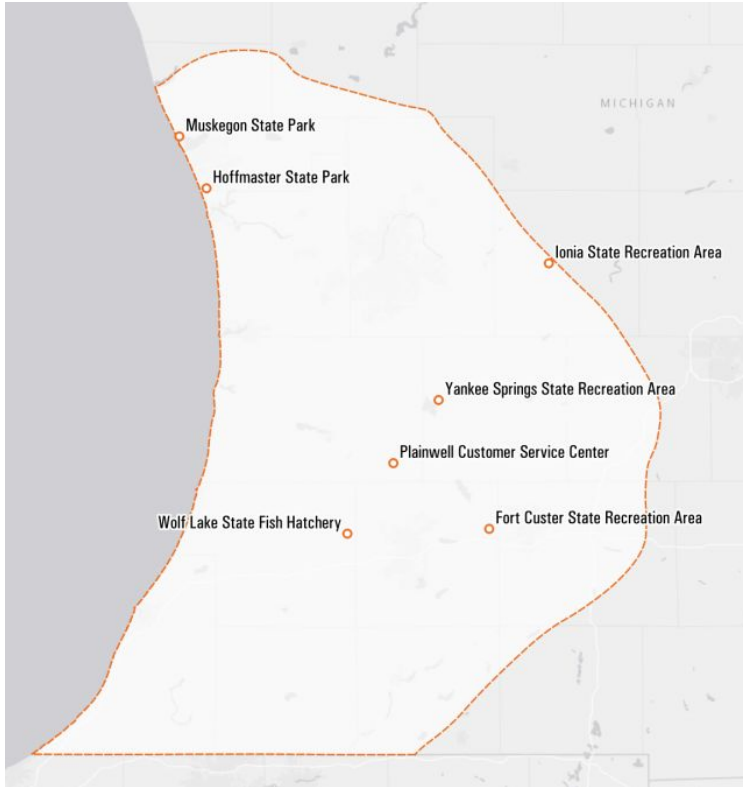 MICHIGAN
Muskegon State Park
Hoffmaster State Park
Ionia State Recreation Area
Yankee Springs State Recreation Area
Plainwell Customer Service Center
Fort Custer State Recreation Area
Wolf Lake State Fish Hatchery